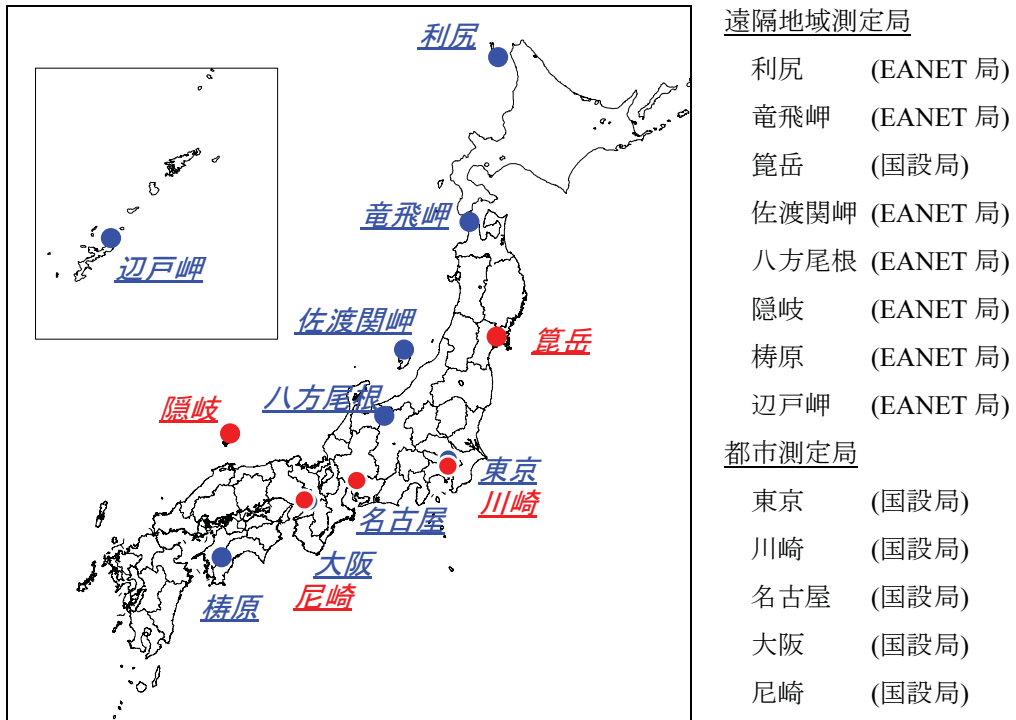 利尻
竜飛岬
辺戸岬
佐渡関岬
箆岳
八方尾根
隠岐
東京
川崎
名古屋
大阪
尼崎
梼原
遠隔地域測定局
利尻 (EANET 局)
竜飛岬 (EANET 局)
箆岳 (国設局)
佐渡関岬 (EANET 局)
八方尾根 (EANET 局)
隠岐 (EANET 局)
梼原 (EANET 局)
辺戸岬 (EANET 局)
都市測定局
東京 (国設局)
川崎 (国設局)
名古屋 (国設局)
大阪 (国設局)
尼崎 (国設局)